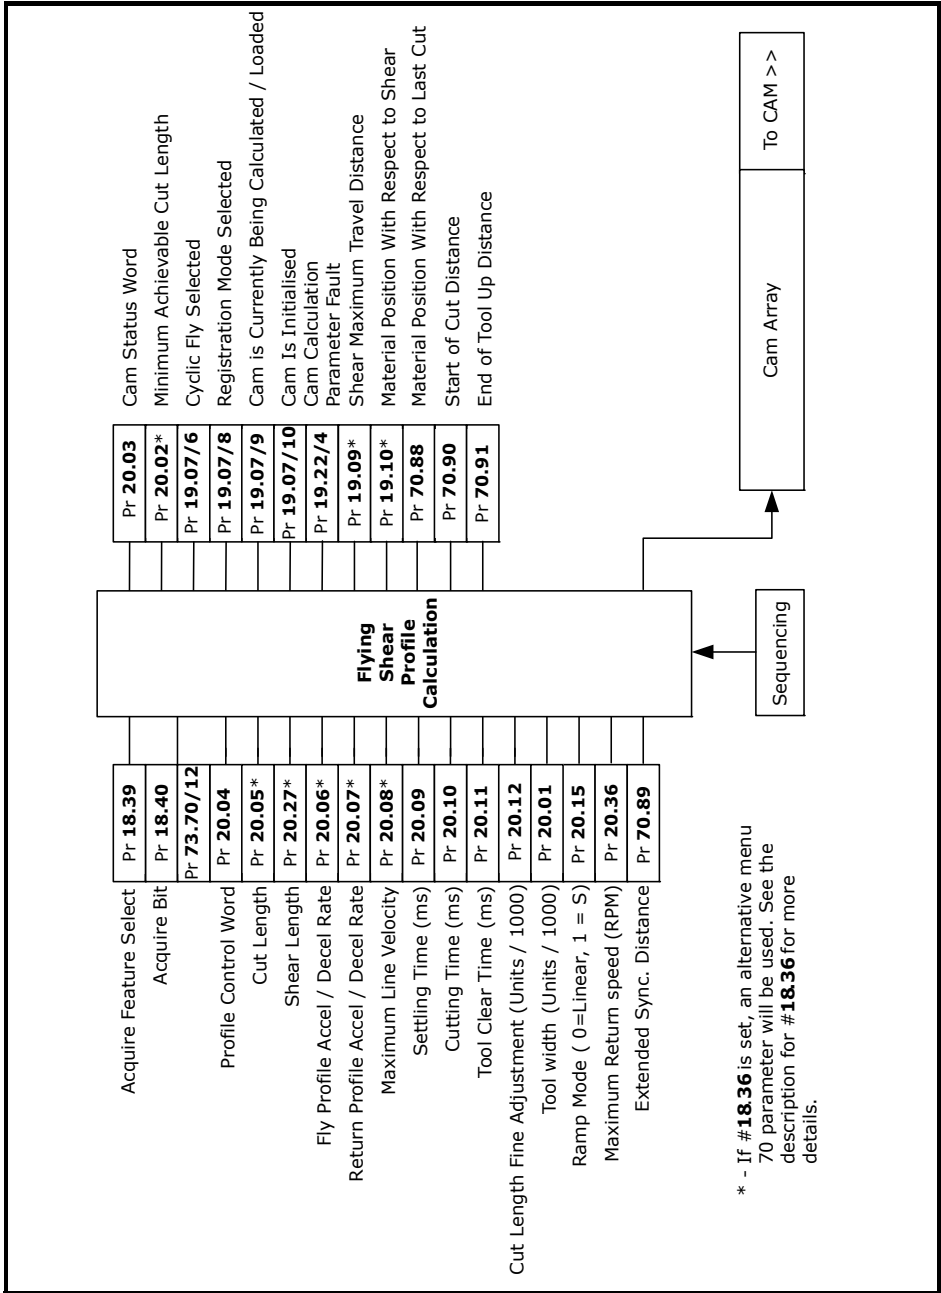 Acquire Feature Select
Pr 18.39
Acquire Bit
Pr 18.40
Pr 73.70/12
Profile Control Word
Pr 20.04
Cut Length
Pr 20.05*
Shear Length
Pr 20.27*
Fly Profile Accel / Decel Rate
Pr 20.06*
Return Profile Accel / Decel Rate
Pr 20.07*
Maximum Line Velocity
Pr 20.08*
Settling Time (ms)
Pr 20.09
Cutting Time (ms)
Pr 20.10
Tool Clear Time (ms)
Pr 20.11
Cut Length Fine Adjustment (Units / 1000)
Pr 20.12
Tool width (Units / 1000)
Pr 20.01
Ramp Mode ( 0=Linear, 1 = S)
Pr 20.15
Maximum Return speed (RPM)
Pr 20.36
Extended Sync. Distance
Pr 70.89
Flying
Shear
Profile
Calculation
Pr 20.03
Cam Status Word
Pr 20.02*
Minimum Achievable Cut Length
Pr 19.07/6
Cyclic Fly Selected
Pr 19.07/8
Registration Mode Selected
Pr 19.07/9
Cam is Currently Being Calculated / Loaded
Pr 19.07/10
Cam Is Initialised
Pr 19.22/4
Cam Calculation
Parameter Fault
Pr 19.09*
Shear Maximum Travel Distance
Pr 19.10*
Material Position With Respect to Shear
Pr 70.88
Material Position With Respect to Last Cut
Pr 70.90
Start of Cut Distance
Pr 70.91
End of Tool Up Distance
Sequencing
Cam Array
To CAM >>
* - If #18.36 is set, an alternative menu
70 parameter will be used. See the
description for #18.36 for more
details.